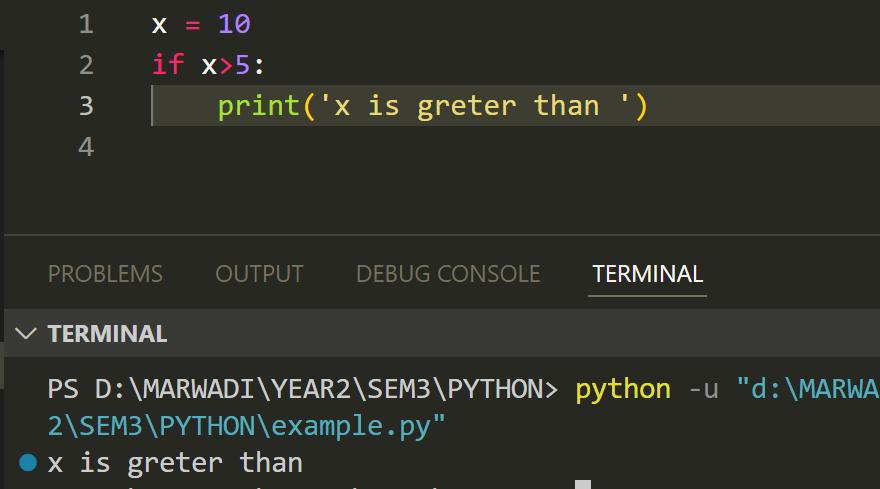 1 x = 10
2 if x>5:
3     print('x is greter than ')
4
PROBLEMS OUTPUT DEBUG CONSOLE TERMINAL
TERMINAL
PS D:\MARWADI\YEAR2\SEM3\PYTHON> python -u "d:\MARWA
2\SEM3\PYTHON\example.py"
x is greter than